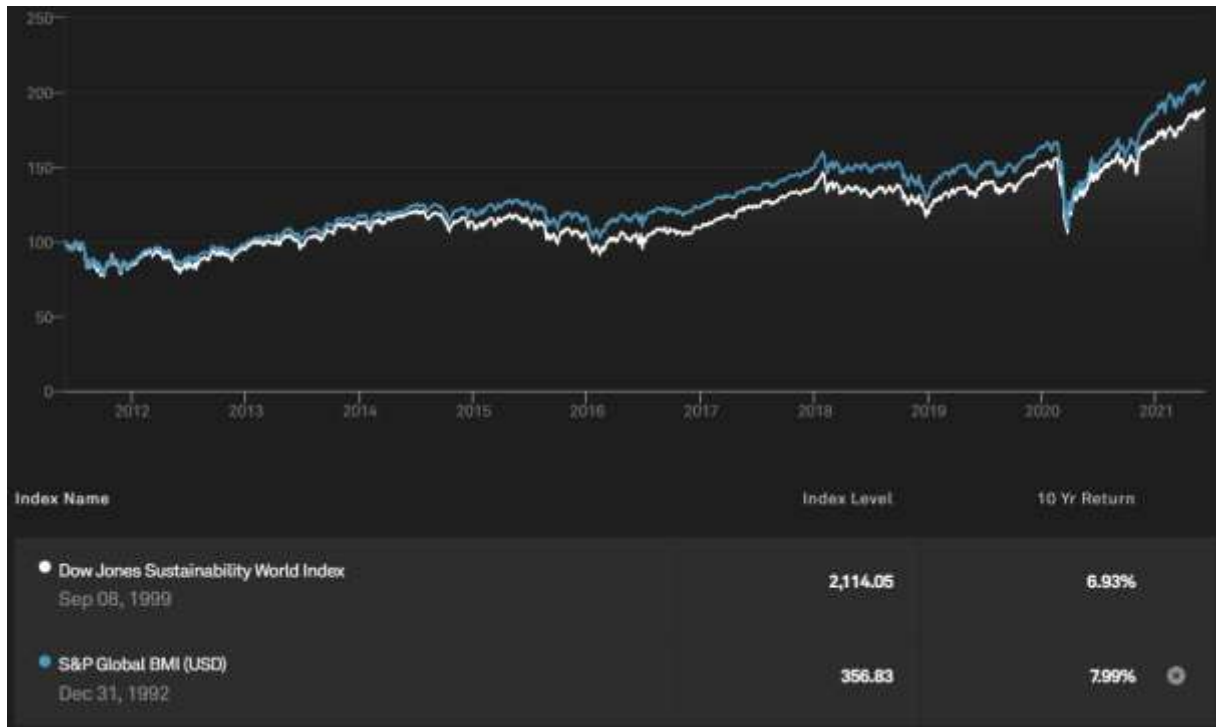 250
200
150
100
50
0
2012 2013 2014 2015 2016 2017 2018 2019 2020 2021
Index Name Index Level 10 Yr Return
Dow Jones Sustainability World Index 2,114.05 6.93%
Sep 08, 1999
S&P Global BMI (USD) 356.83 7.99%
Dec 31, 1992